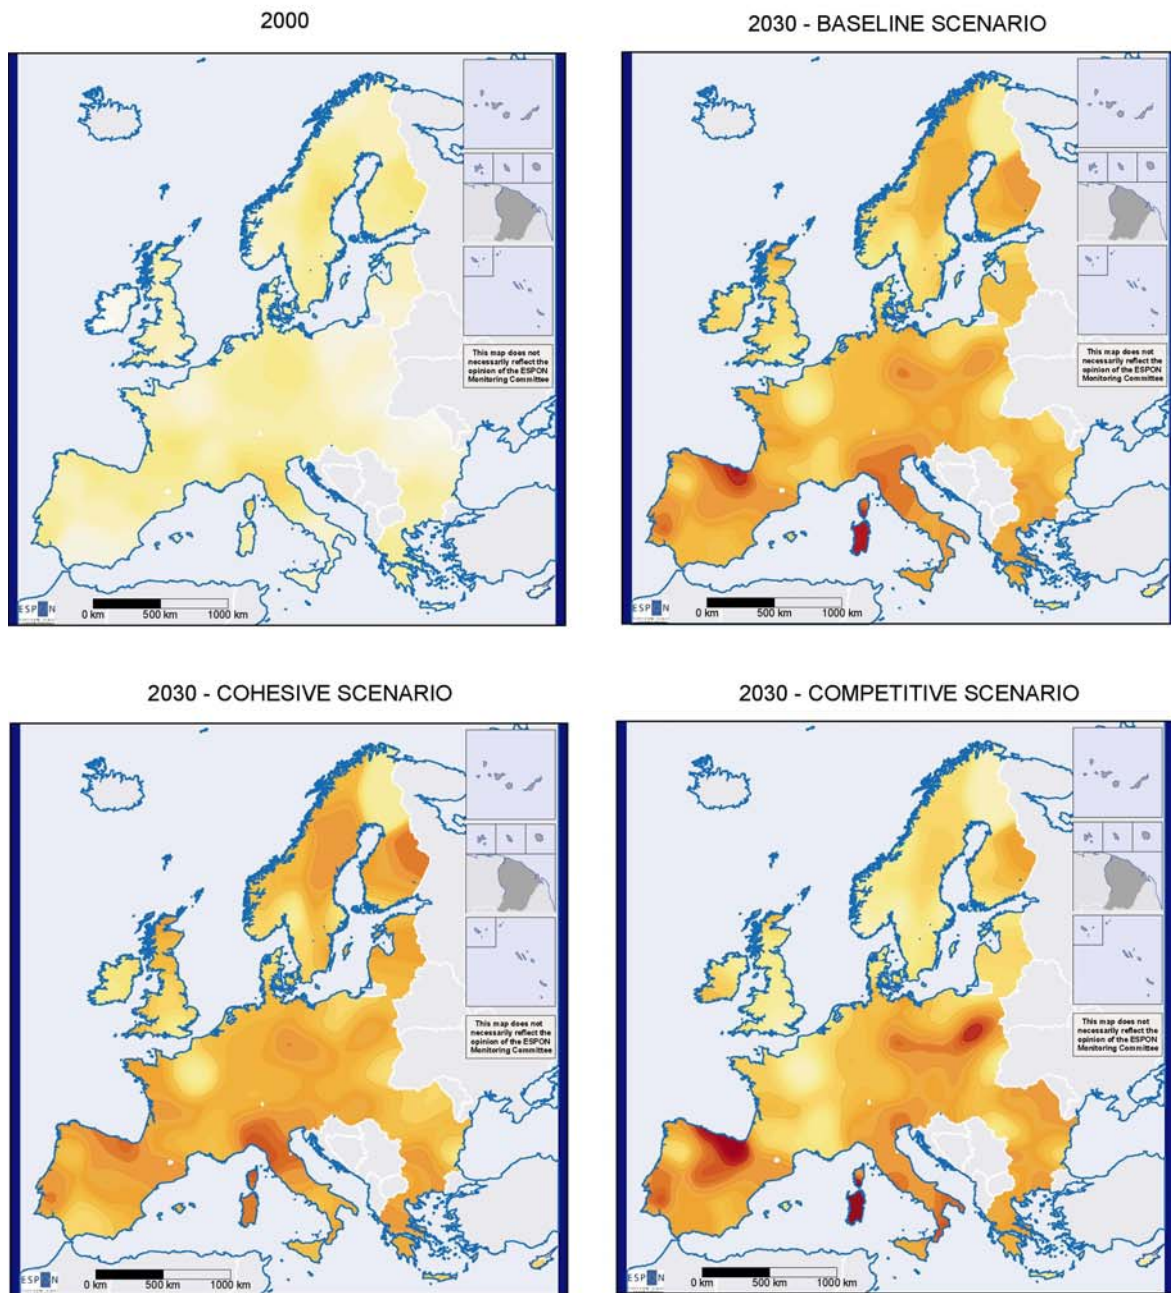 2000
2030 - BASELINE SCENARIO
This map does not
necessarily reflect the
opinion of the ESPON
Monitoring Committee
ESPON
0 km 500 km 1000 km
This map does not
necessarily reflect the
opinion of the ESPON
Monitoring Committee
ESPON
0 km 500 km 1000 km
2030 - COHESIVE SCENARIO
2030 - COMPETITIVE SCENARIO
This map does not
necessarily reflect the
opinion of the ESPON
Monitoring Committee
ESPON
0 km 500 km 1000 km
This map does not
necessarily reflect the
opinion of the ESPON
Monitoring Committee
ESPON
0 km 500 km 1000 km